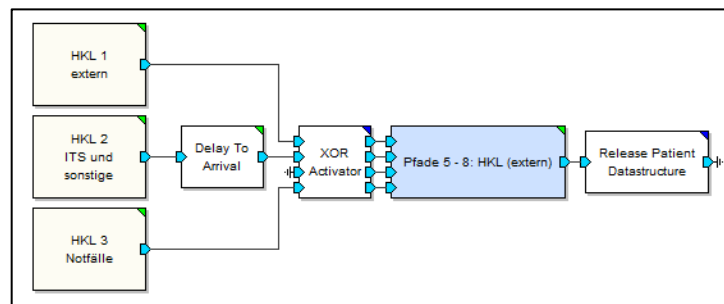 HKL 1
extern
HKL 2
ITS und
sonstige
HKL 3
Notfälle
Delay To
Arrival
XOR
Activator
Pfade 5 - 8: HKL (extern)
Release Patient
Datastructure